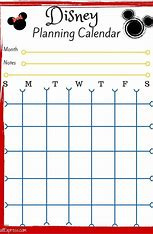 Disney
Planning Calendar
Month
Notes
S M T W T F S